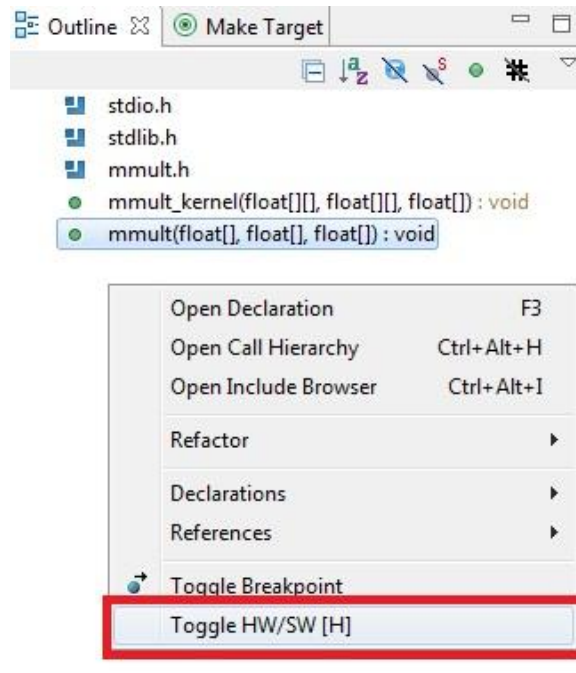 Outline Make Target
stdio.h
stdlib.h
mmult.h
mmult_kernel(float[][], float[][], float[]) : void
mmult(float[], float[], float[]) : void
Open Declaration F3
Open Call Hierarchy Ctrl+Alt+H
Open Include Browser Ctrl+Alt+I
Refactor
Declarations
References
Toggle Breakpoint
Toggle HW/SW [H]